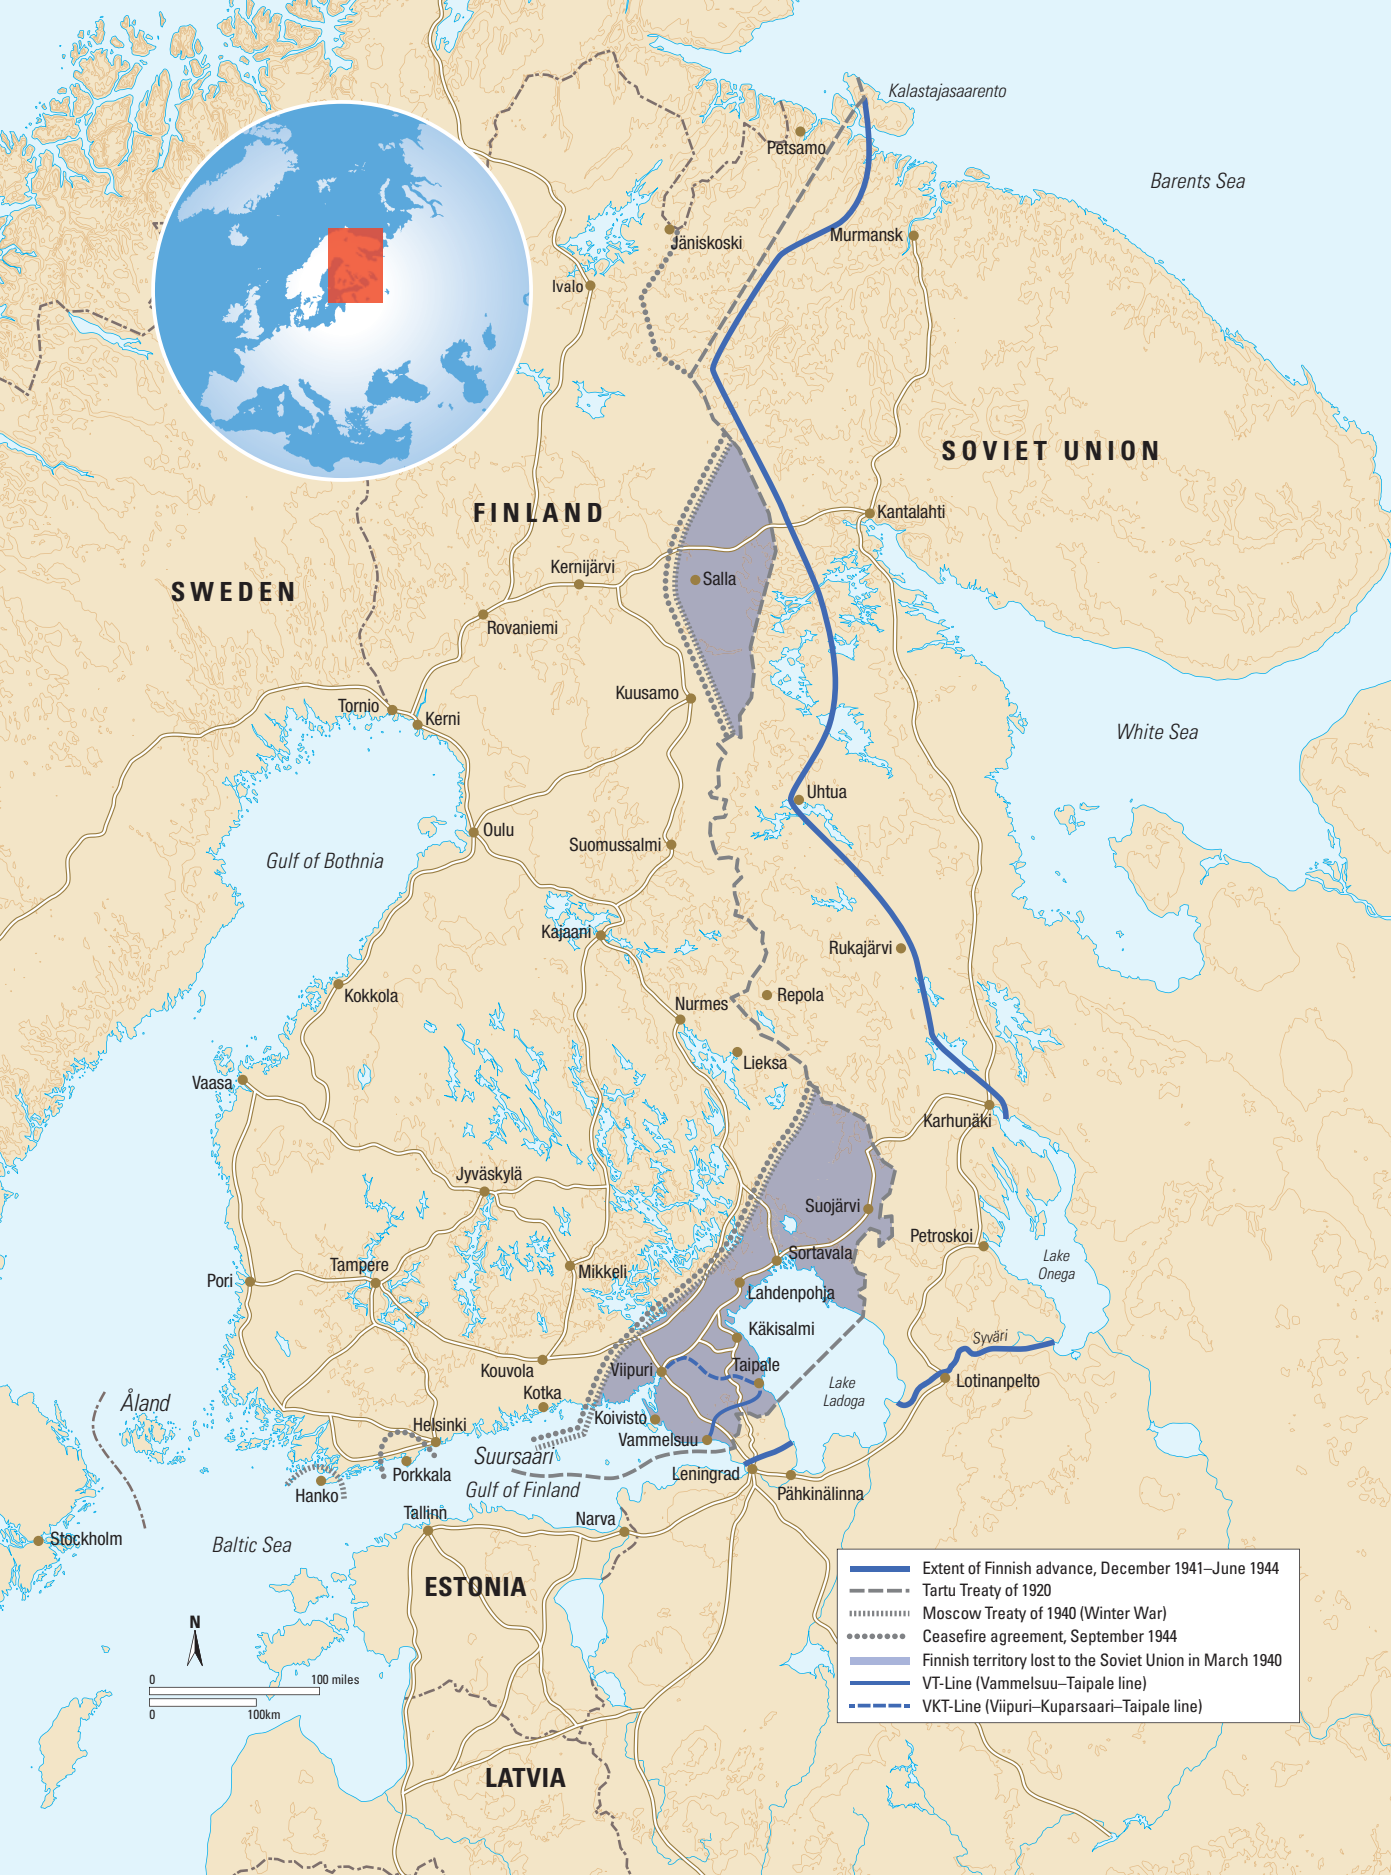 Kalastajasaarento
Petsamo
Barents Sea
Murmansk
Jäniskoski
Ivalo
SOVIET UNION
FINLAND
Kantalahti
Kernijärvi
Salla
SWEDEN
Rovaniemi
Kuusamo
Tornio
Kerni
White Sea
Uhtua
Oulu
Suomussalmi
Gulf of Bothnia
Kajaani
Rukajärvi
Kokkola
Repola
Nurmes
Lieksa
Vaasa
Karhunäki
Jyväskylä
Suojärvi
Petroskoi
Sortavala
Lake
Onega
Tampere
Mikkeli
Pori
Lahdenpohja
Käkisalmi
Syväri
Kouvola
Viipuri
Taipale
Lotinanpelto
Lake
Ladoga
Kotka
Åland
Helsinki
Koivisto
Vammelsuu
Suursaari
Porkkala
Leningrad
Hanko
Gulf of Finland
Pähkinälinna
Tallinn
Narva
Stockholm
Baltic Sea
ESTONIA
N
0 100 miles
0 100km
LATVIA
Extent of Finnish advance, December 1941–June 1944
Tartu Treaty of 1920
Moscow Treaty of 1940 (Winter War)
Ceasefire agreement, September 1944
Finnish territory lost to the Soviet Union in March 1940
VT-Line (Vammelsuu–Taipale line)
VKT-Line (Viipuri–Kuparsaari–Taipale line)